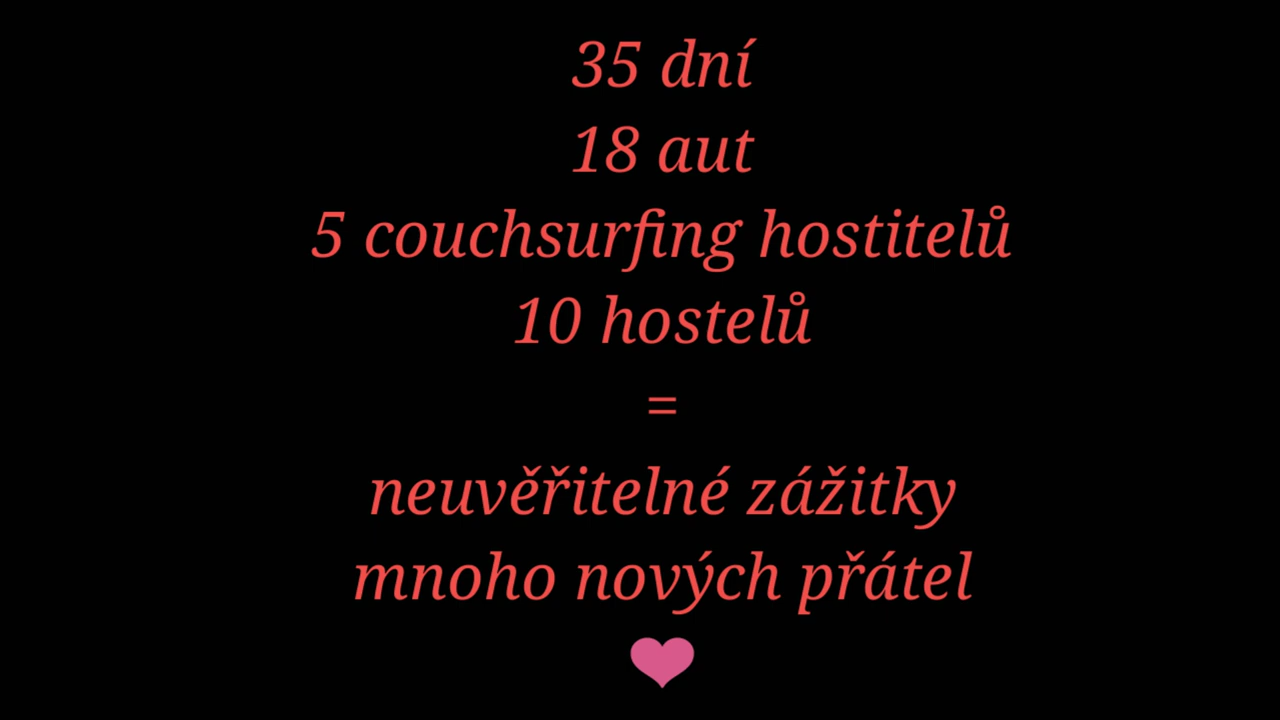 35 dní
18 aut
5 couchsurfing hostitelů
10 hostelů
=
neuvěřitelné zážitky
mnoho nových přátel
❤